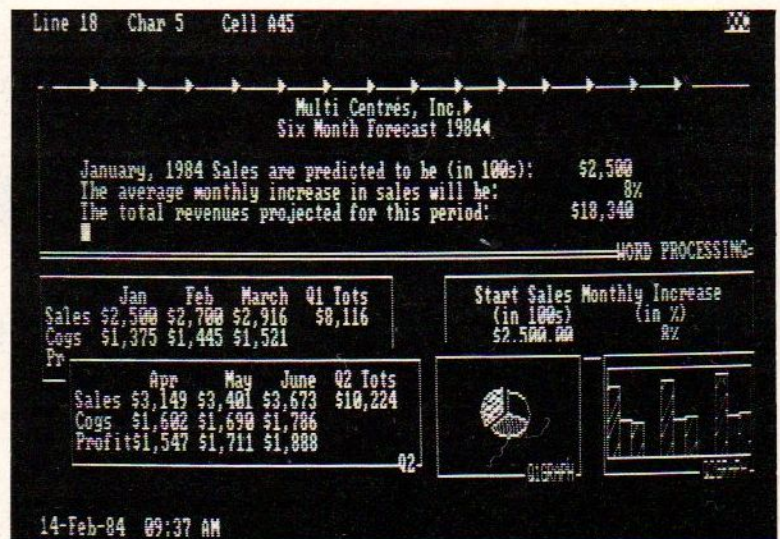 Line 18 Char 5 Cell A45
Multi Centres, Inc.
Six Month Forecast 1984
January, 1984 Sales are predicted to be (in 100s): $2,500
The average monthly increase in sales will be: 8%
The total revenues projected for this period: $18,340
WORD PROCESSING
Jan Feb March Q1 Tots
Sales $2,500 $2,700 $2,916 $8,116
Cogs $1,375 $1,445 $1,521
Pr
Start Sales Monthly Increase
(in 100s) (in %)
$2,500.00 8%
Apr May June Q2 Tots
Sales $3,149 $3,401 $3,673 $10,224
Cogs $1,602 $1,690 $1,786
Profit$1,547 $1,711 $1,888
Q2
Q1GRAPH
14-Feb-84 09:37 AM